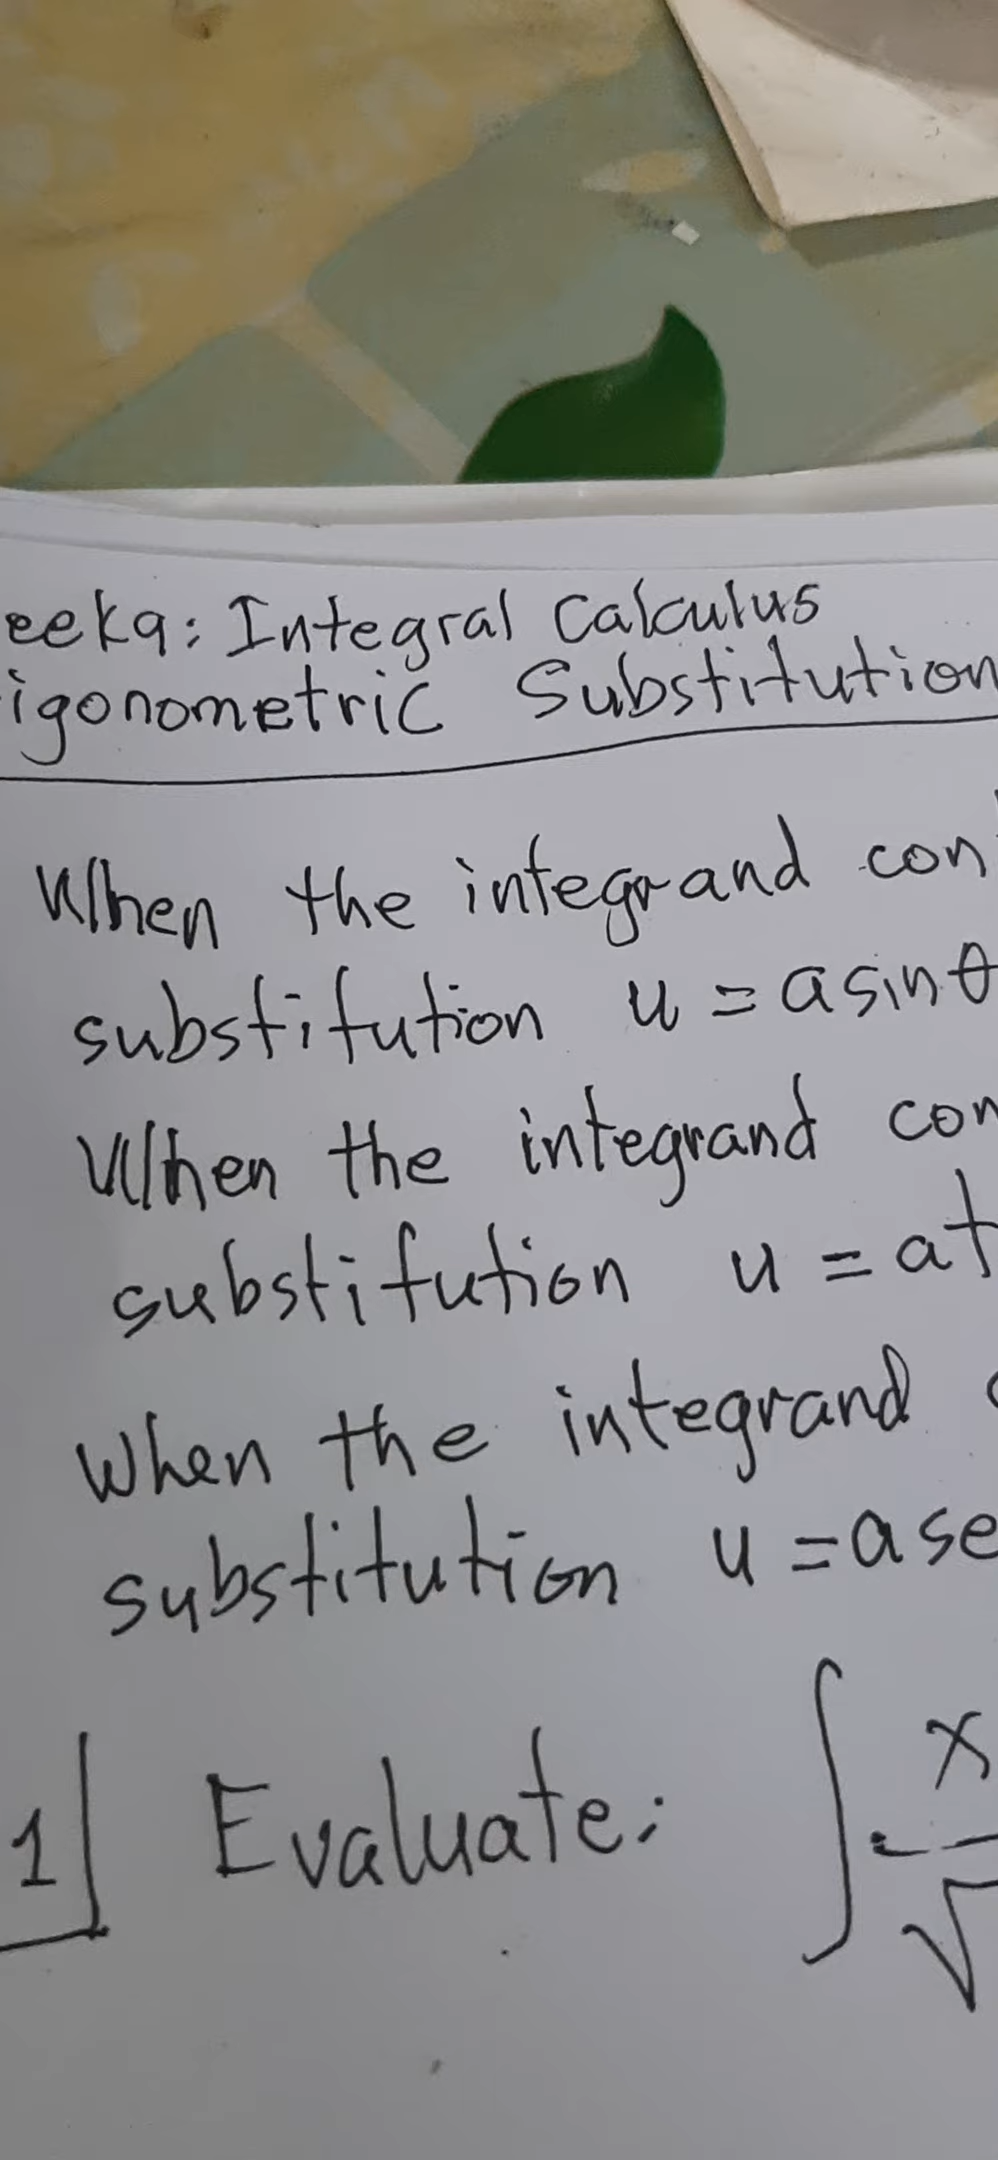 eek9: Integral Calculus
igonometric Substitution
When the integrand con
substitution u = a sin θ
When the integrand con
substitution u = at
When the integrand
substitution u = a se
1] Evaluate: ∫ x / √